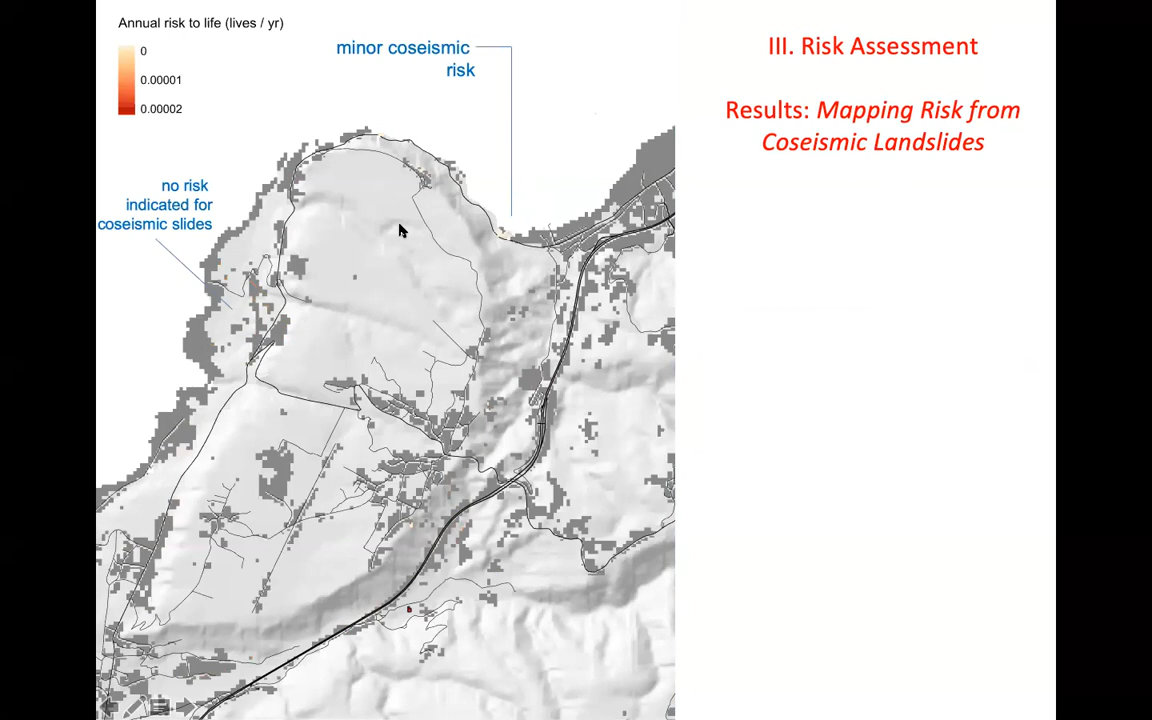 Annual risk to life (lives / yr)
0
0.00001
0.00002
minor coseismic
risk
no risk
indicated for
coseismic slides
III. Risk Assessment
Results: Mapping Risk from
Coseismic Landslides